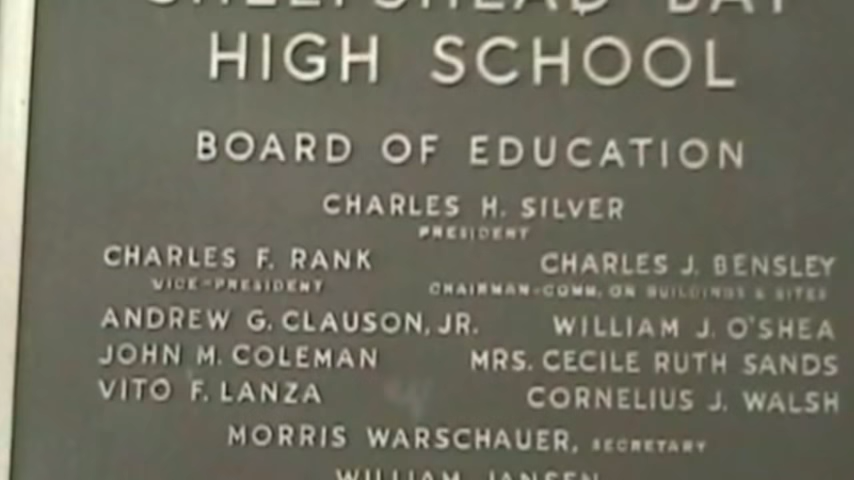 SHEEPSHEAD BAY
HIGH SCHOOL
BOARD OF EDUCATION
CHARLES H. SILVER
PRESIDENT
CHARLES F. RANK CHARLES J. BENSLEY
VICE-PRESIDENT CHAIRMAN-COMM. ON BUILDINGS & SITES
ANDREW G. CLAUSON, JR. WILLIAM J. O'SHEA
JOHN M. COLEMAN MRS. CECILE RUTH SANDS
VITO F. LANZA CORNELIUS J. WALSH
MORRIS WARSCHAUER, SECRETARY
WILLIAM JANSEN